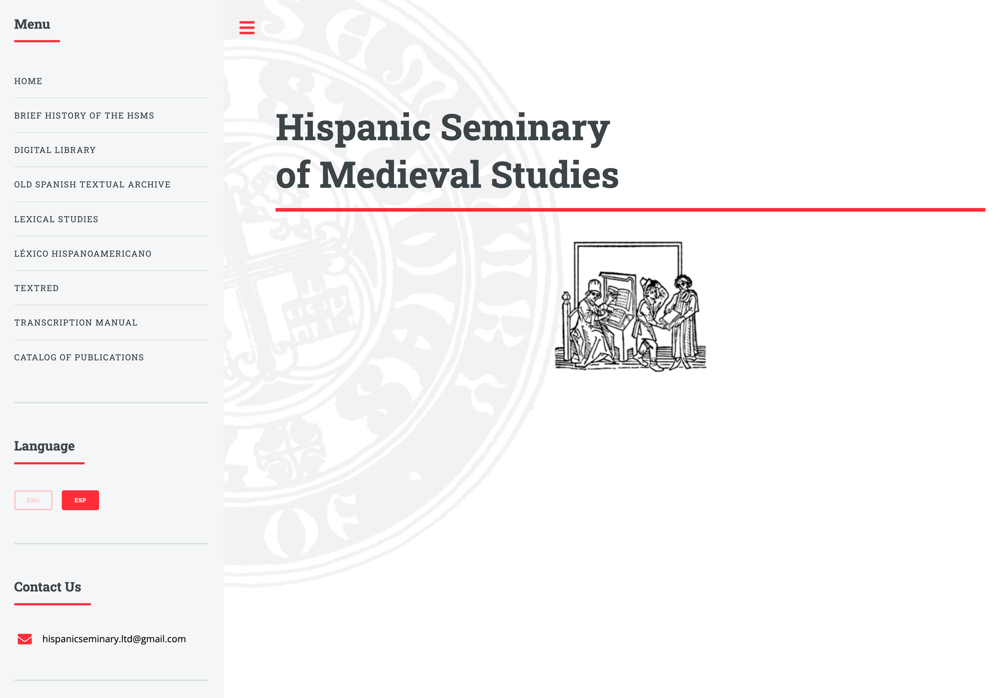 Menu
HOME
BRIEF HISTORY OF THE HSMS
DIGITAL LIBRARY
OLD SPANISH TEXTUAL ARCHIVE
LEXICAL STUDIES
LÉXICO HISPANOAMERICANO
TEXTRED
TRANSCRIPTION MANUAL
CATALOG OF PUBLICATIONS
Language
ENG ESP
Contact Us
hispanicseminary.ltd@gmail.com
Hispanic Seminary
of Medieval Studies
OF